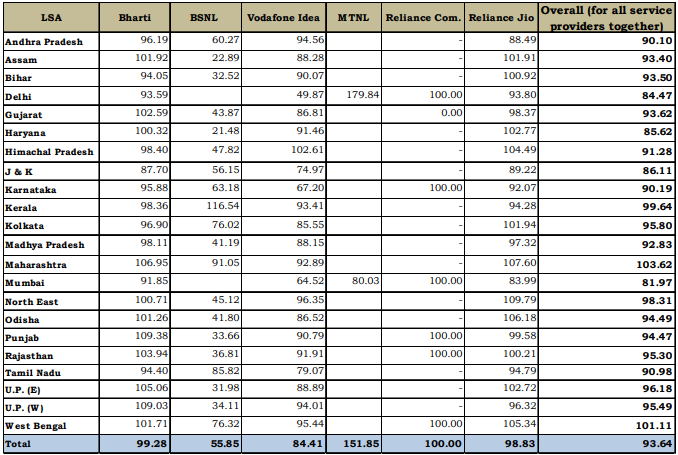 LSA Bharti BSNL Vodafone Idea MTNL Reliance Com. Reliance Jio Overall (for all service providers together)
Andhra Pradesh 96.19 60.27 94.56 - 88.49 90.10
Assam 101.92 22.89 88.28 - 101.91 93.40
Bihar 94.05 32.52 90.07 - 100.92 93.50
Delhi 93.59 49.87 179.84 100.00 93.80 84.47
Gujarat 102.59 43.87 86.81 0.00 98.37 93.62
Haryana 100.32 21.48 91.46 - 102.77 85.62
Himachal Pradesh 98.40 47.82 102.61 - 104.49 91.28
J & K 87.70 56.15 74.97 - 89.22 86.11
Karnataka 95.88 63.18 67.20 100.00 92.07 90.19
Kerala 98.36 116.54 93.41 - 94.28 99.64
Kolkata 96.90 76.02 85.55 - 101.94 95.80
Madhya Pradesh 98.11 41.19 88.15 - 97.32 92.83
Maharashtra 106.95 91.05 92.89 - 107.60 103.62
Mumbai 91.85 64.52 80.03 100.00 83.99 81.97
North East 100.71 45.12 96.35 - 109.79 98.31
Odisha 101.26 41.80 86.52 - 106.18 94.49
Punjab 109.38 33.66 90.79 100.00 99.58 94.47
Rajasthan 103.94 36.81 91.91 100.00 100.21 95.30
Tamil Nadu 94.40 85.82 79.07 - 94.79 90.98
U.P. (E) 105.06 31.98 88.89 - 102.72 96.18
U.P. (W) 109.03 34.11 94.01 - 96.32 95.49
West Bengal 101.71 76.32 95.44 100.00 105.34 101.11
Total 99.28 55.85 84.41 151.85 100.00 98.83 93.64